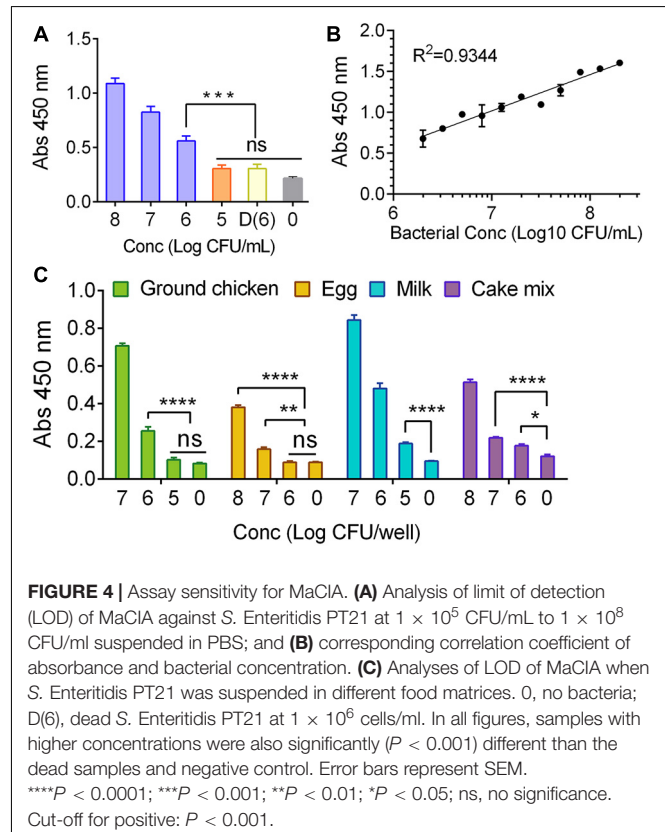 A
1.5
1.0
0.5
0.0
Abs 450 nm
***
ns
8 7 6 5 D(6) 0
Conc (Log CFU/mL)
B
2.0
1.5
1.0
0.5
0.0
Abs 450 nm
R²=0.9344
6 7 8
Bacterial Conc (Log10 CFU/mL)
C
Ground chicken Egg Milk Cake mix
1.0
0.8
0.6
0.4
0.2
0.0
Abs 450 nm
**** ns
**** ** ns
****
**** *
7 6 5 0 8 7 6 0 7 6 5 0 8 7 6 0
Conc (Log CFU/well)
FIGURE 4 | Assay sensitivity for MaCIA. (A) Analysis of limit of detection
(LOD) of MaCIA against S. Enteritidis PT21 at 1 × 10⁵ CFU/mL to 1 × 10⁸
CFU/ml suspended in PBS; and (B) corresponding correlation coefficient of
absorbance and bacterial concentration. (C) Analyses of LOD of MaCIA when
S. Enteritidis PT21 was suspended in different food matrices. 0, no bacteria;
D(6), dead S. Enteritidis PT21 at 1 × 10⁶ cells/ml. In all figures, samples with
higher concentrations were also significantly (P < 0.001) different than the
dead samples and negative control. Error bars represent SEM.
****P < 0.0001; ***P < 0.001; **P < 0.01; *P < 0.05; ns, no significance.
Cut-off for positive: P < 0.001.